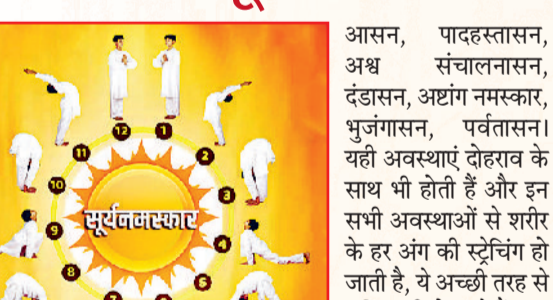 12 1
11 2
10 3
सूर्यनमस्कार
9 4
8 5
7 6
आसन, पादहस्तासन,
अश्व संचालनासन,
दंडासन, अष्टांग नमस्कार,
भुजंगासन, पर्वतासन।
यही अवस्थाएं दोहराव के
साथ भी होती हैं और इन
सभी अवस्थाओं से शरीर
के हर अंग की स्ट्रेचिंग हो
जाती है, ये अच्छी तरह से